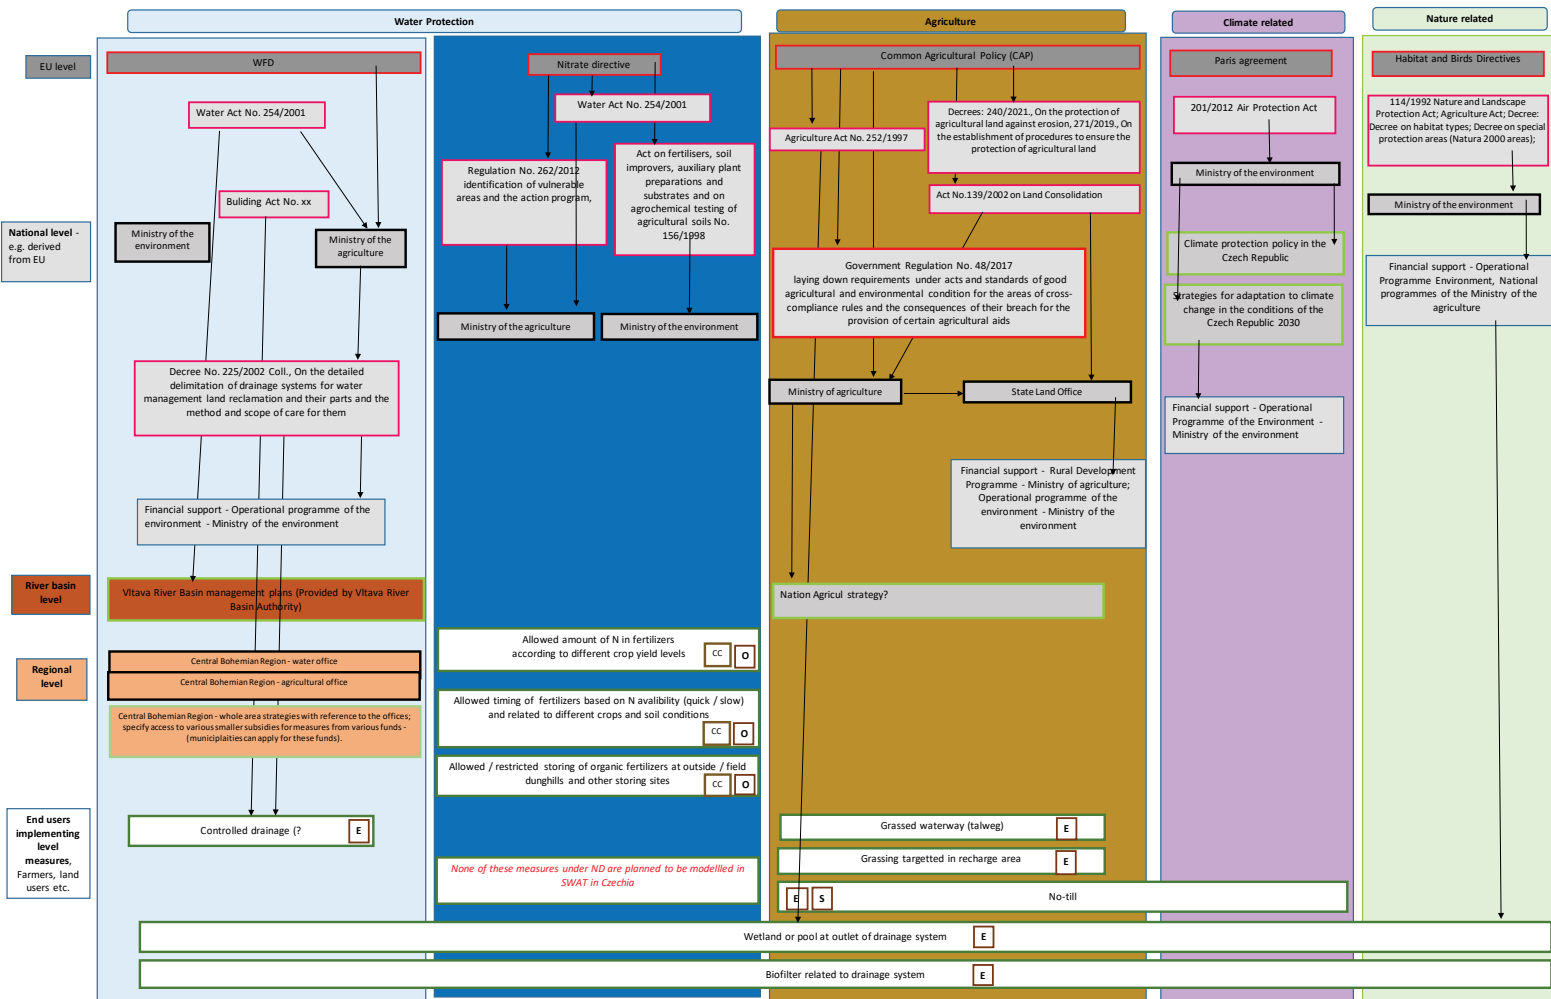 Water Protection
Agriculture
Climate related
Nature related
EU level
National level -
e.g. derived
from EU
River basin
level
Regional
level
End users
implementing
level
measures,
Farmers, land
users etc.
WFD
Water Act No. 254/2001
Buliding Act No. xx
Ministry of the
environment
Ministry of the
agriculture
Decree No. 225/2002 Coll., On the detailed
delimitation of drainage systems for water
management land reclamation and their parts and the
method and scope of care for them
Financial support - Operational programme of the
environment - Ministry of the environment
Vltava River Basin management plans (Provided by Vltava River
Basin Authority)
Central Bohemian Region - water office
Central Bohemian Region - agricultural office
Central Bohemian Region - whole area strategies with reference to the offices;
specify access to various smaller subsidies for measures from various funds -
(municiplaities can apply for these funds).
Controlled drainage (?
E
Nitrate directive
Water Act No. 254/2001
Regulation No. 262/2012
identification of vulnerable
areas and the action program,
Act on fertilisers, soil
improvers, auxiliary plant
preparations and
substrates and on
agrochemical testing of
agricultural soils No.
156/1998
Ministry of the agriculture
Ministry of the environment
Allowed amount of N in fertilizers
according to different crop yield levels
CC
O
Allowed timing of fertilizers based on N avalibility (quick / slow)
and related to different crops and soil conditions
CC
O
Allowed / restricted storing of organic fertilizers at outside / field
dunghills and other storing sites
CC
O
None of these measures under ND are planned to be modellled in
SWAT in Czechia
Common Agricultural Policy (CAP)
Agriculture Act No. 252/1997
Decrees: 240/2021., On the protection of
agricultural land against erosion, 271/2019., On
the establishment of procedures to ensure the
protection of agricultural land
Act No.139/2002 on Land Consolidation
Government Regulation No. 48/2017
laying down requirements under acts and standards of good
agricultural and environmental condition for the areas of cross-
compliance rules and the consequences of their breach for the
provision of certain agricultural aids
Ministry of agriculture
State Land Office
Financial support - Rural Development
Programme - Ministry of agriculture;
Operational programme of the
environment - Ministry of the
environment
Nation Agricul strategy?
Grassed waterway (talweg)
E
Grassing targetted in recharge area
E
E
S
No-till
Wetland or pool at outlet of drainage system
E
Biofilter related to drainage system
E
Paris agreement
201/2012 Air Protection Act
Ministry of the environment
Climate protection policy in the
Czech Republic
Strategies for adaptation to climate
change in the conditions of the
Czech Republic 2030
Financial support - Operational
Programme of the Environment -
Ministry of the environment
Habitat and Birds Directives
114/1992 Nature and Landscape
Protection Act; Agriculture Act; Decree:
Decree on habitat types; Decree on special
protection areas (Natura 2000 areas);
Ministry of the environment
Financial support - Operational
Programme Environment, National
programmes of the Ministry of the
agriculture